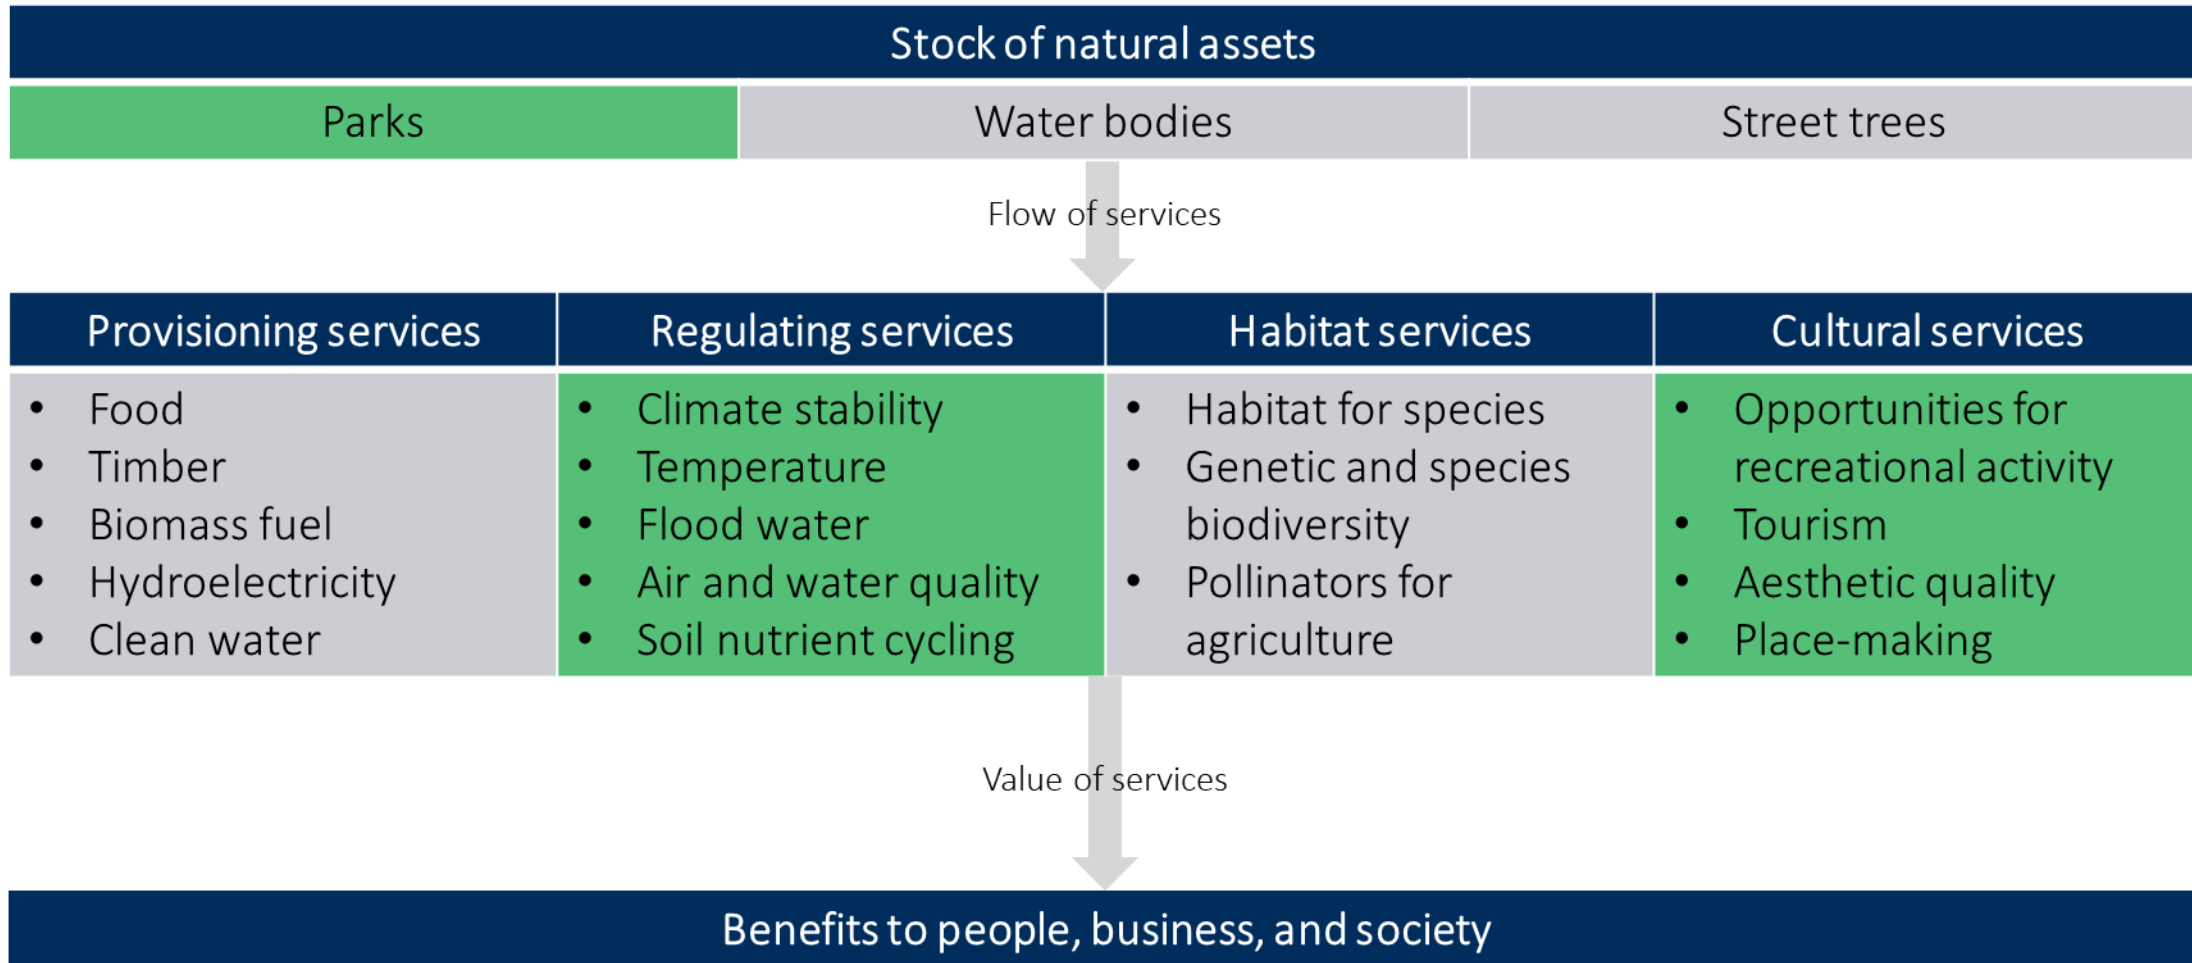 Stock of natural assets
Parks
Water bodies
Street trees
Flow of services
Provisioning services
• Food
• Timber
• Biomass fuel
• Hydroelectricity
• Clean water
Regulating services
• Climate stability
• Temperature
• Flood water
• Air and water quality
• Soil nutrient cycling
Habitat services
• Habitat for species
• Genetic and species
biodiversity
• Pollinators for
agriculture
Cultural services
• Opportunities for
recreational activity
• Tourism
• Aesthetic quality
• Place-making
Value of services
Benefits to people, business, and society